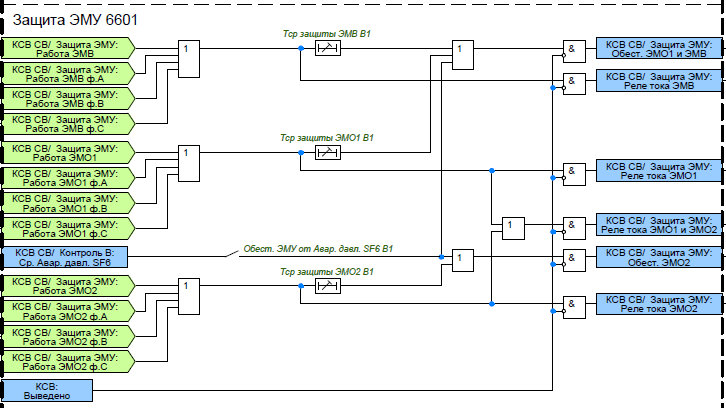 Защита ЭМУ 6601
Тср защиты ЭМВ В1
КСВ СВ/ Защита ЭМУ:
Работа ЭМВ
1
1
&
КСВ СВ/ Защита ЭМУ:
Обест. ЭМО1 и ЭМВ
КСВ СВ/ Защита ЭМУ:
Работа ЭМВ ф.А
&
КСВ СВ/ Защита ЭМУ:
Реле тока ЭМВ
КСВ СВ/ Защита ЭМУ:
Работа ЭМВ ф.В
КСВ СВ/ Защита ЭМУ:
Работа ЭМВ ф.С
Тср защиты ЭМО1 В1
КСВ СВ/ Защита ЭМУ:
Работа ЭМО1
1
КСВ СВ/ Защита ЭМУ:
Работа ЭМО1 ф.А
&
КСВ СВ/ Защита ЭМУ:
Реле тока ЭМО1
КСВ СВ/ Защита ЭМУ:
Работа ЭМО1 ф.В
КСВ СВ/ Защита ЭМУ:
Работа ЭМО1 ф.С
1
&
КСВ СВ/ Защита ЭМУ:
Реле тока ЭМО1 и ЭМО2
КСВ СВ/ Контроль В:
Ср. Авар. давл. SF6
Обест. ЭМУ от Авар. давл. SF6 В1
1
&
КСВ СВ/ Защита ЭМУ:
Обест. ЭМО2
Тср защиты ЭМО2 В1
КСВ СВ/ Защита ЭМУ:
Работа ЭМО2
1
КСВ СВ/ Защита ЭМУ:
Работа ЭМО2 ф.А
&
КСВ СВ/ Защита ЭМУ:
Реле тока ЭМО2
КСВ СВ/ Защита ЭМУ:
Работа ЭМО2 ф.В
КСВ СВ/ Защита ЭМУ:
Работа ЭМО2 ф.С
КСВ:
Выведено